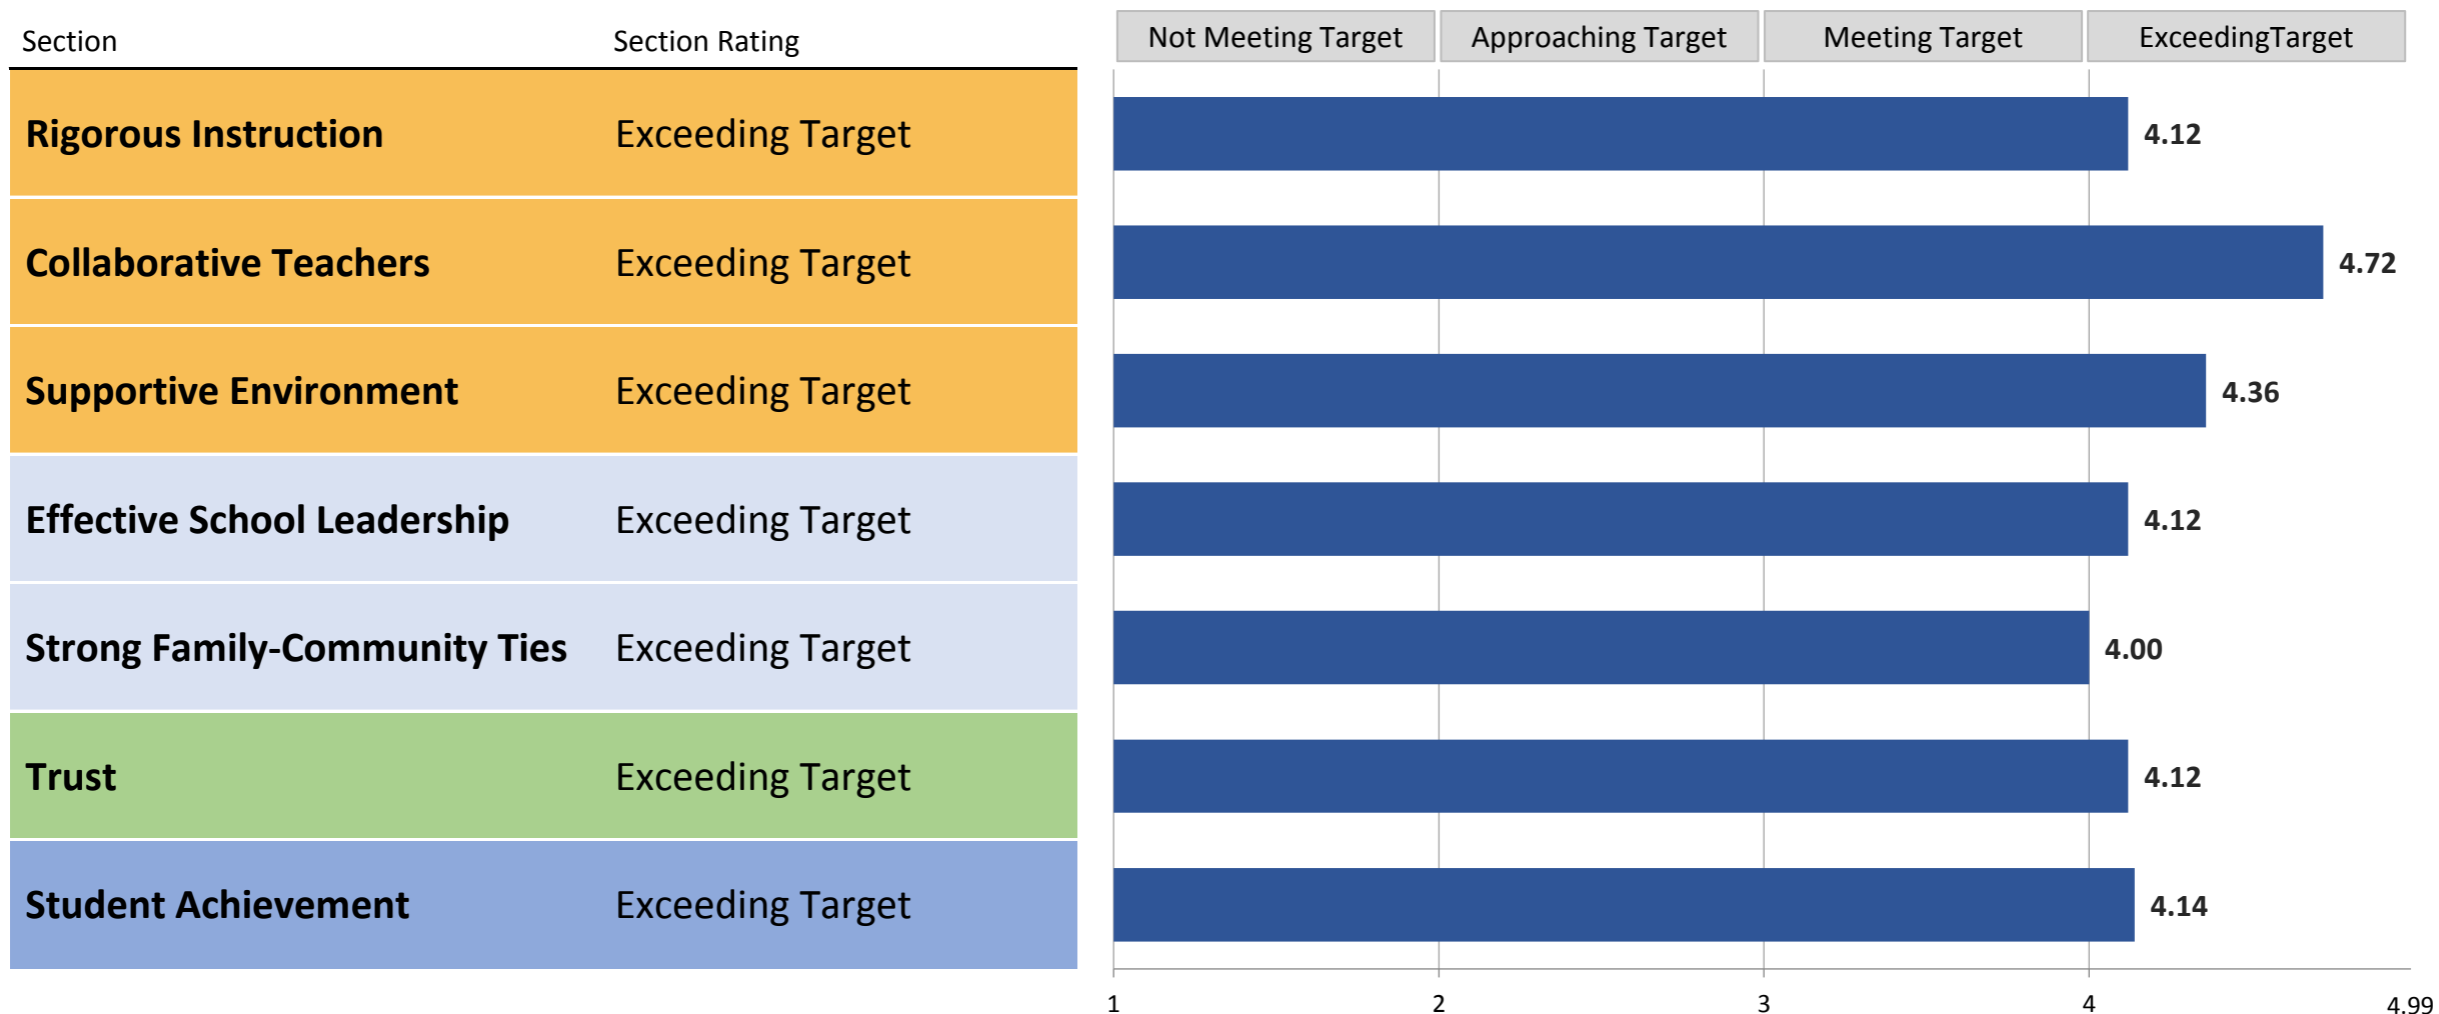 Section Section Rating Not Meeting Target Approaching Target Meeting Target ExceedingTarget
Rigorous Instruction Exceeding Target 4.12
Collaborative Teachers Exceeding Target 4.72
Supportive Environment Exceeding Target 4.36
Effective School Leadership Exceeding Target 4.12
Strong Family-Community Ties Exceeding Target 4.00
Trust Exceeding Target 4.12
Student Achievement Exceeding Target 4.14
1 2 3 4 4.99